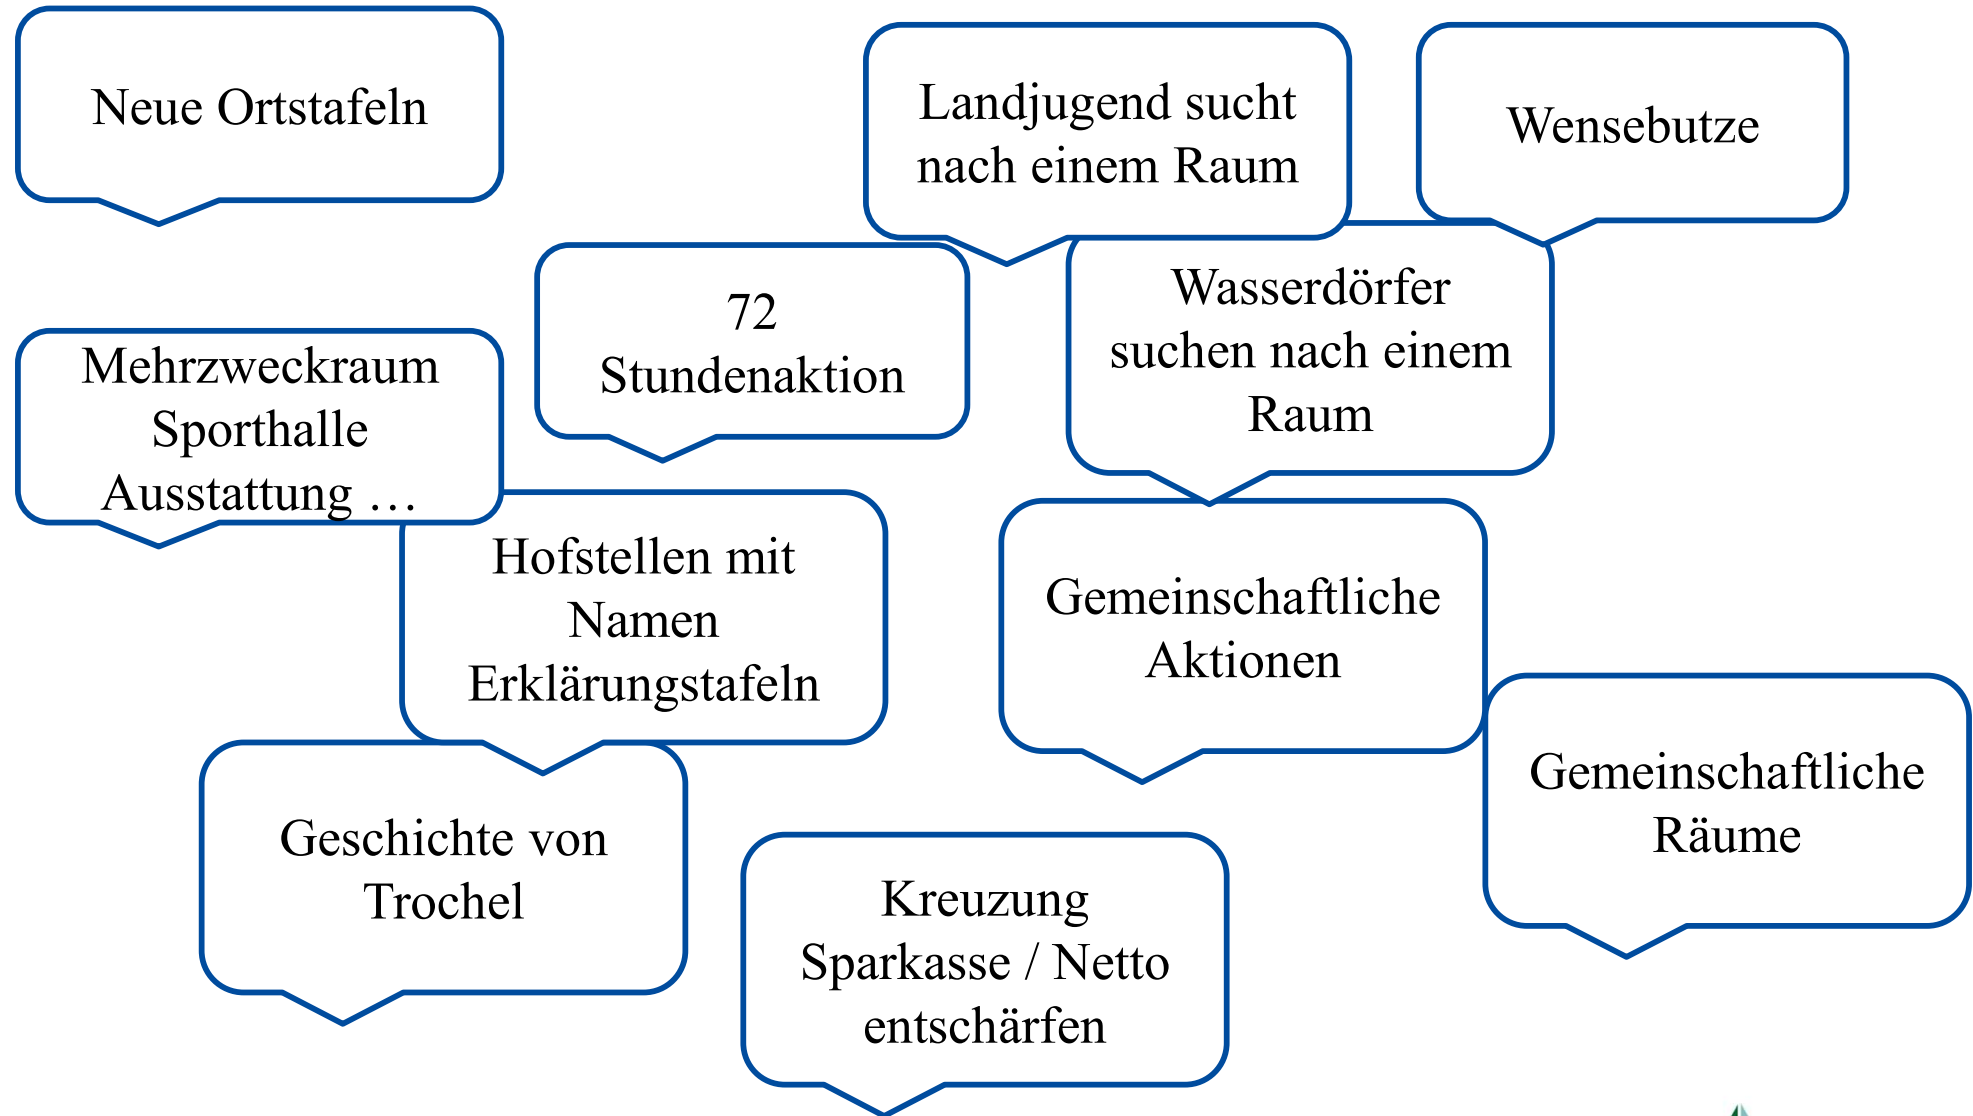 Neue Ortstafeln
Landjugend sucht
nach einem Raum
Wensebutze
72
Stundenaktion
Wasserdörfer
suchen nach einem
Raum
Mehrzweckraum
Sporthalle
Ausstattung …
Hofstellen mit
Namen
Erklärungstafeln
Gemeinschaftliche
Aktionen
Gemeinschaftliche
Räume
Geschichte von
Trochel
Kreuzung
Sparkasse / Netto
entschärfen